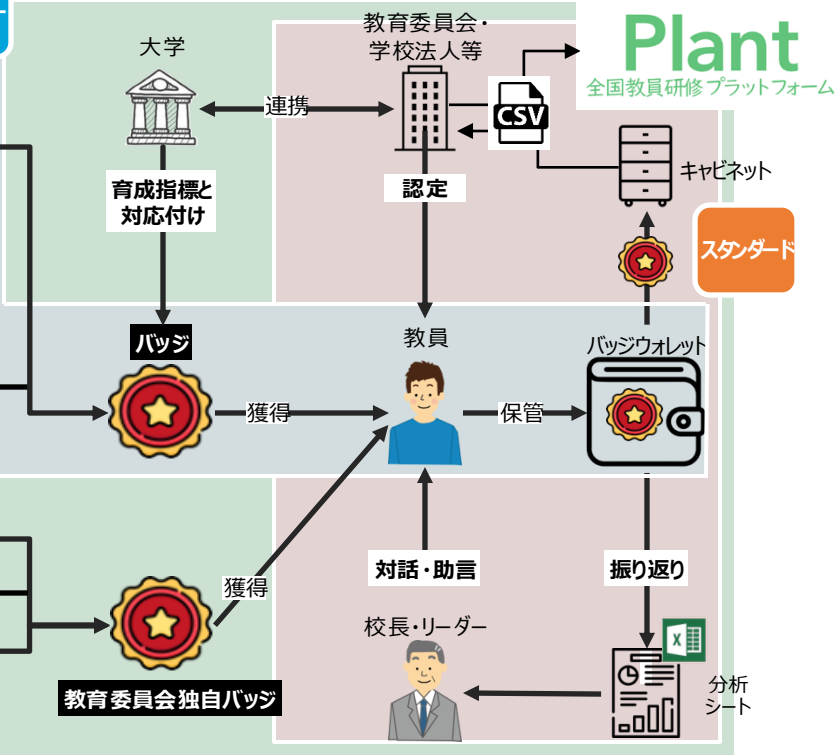 教育委員会・
学校法人等
Plant
全国教員研修プラットフォーム
大学
連携
CSV
キャビネット
育成指標と
対応付け
認定
スタンダード
バッジ
教員
バッジウォレット
獲得
保管
獲得
対話・助言
振り返り
校長・リーダー
X
分析
シート
教育委員会独自バッジ